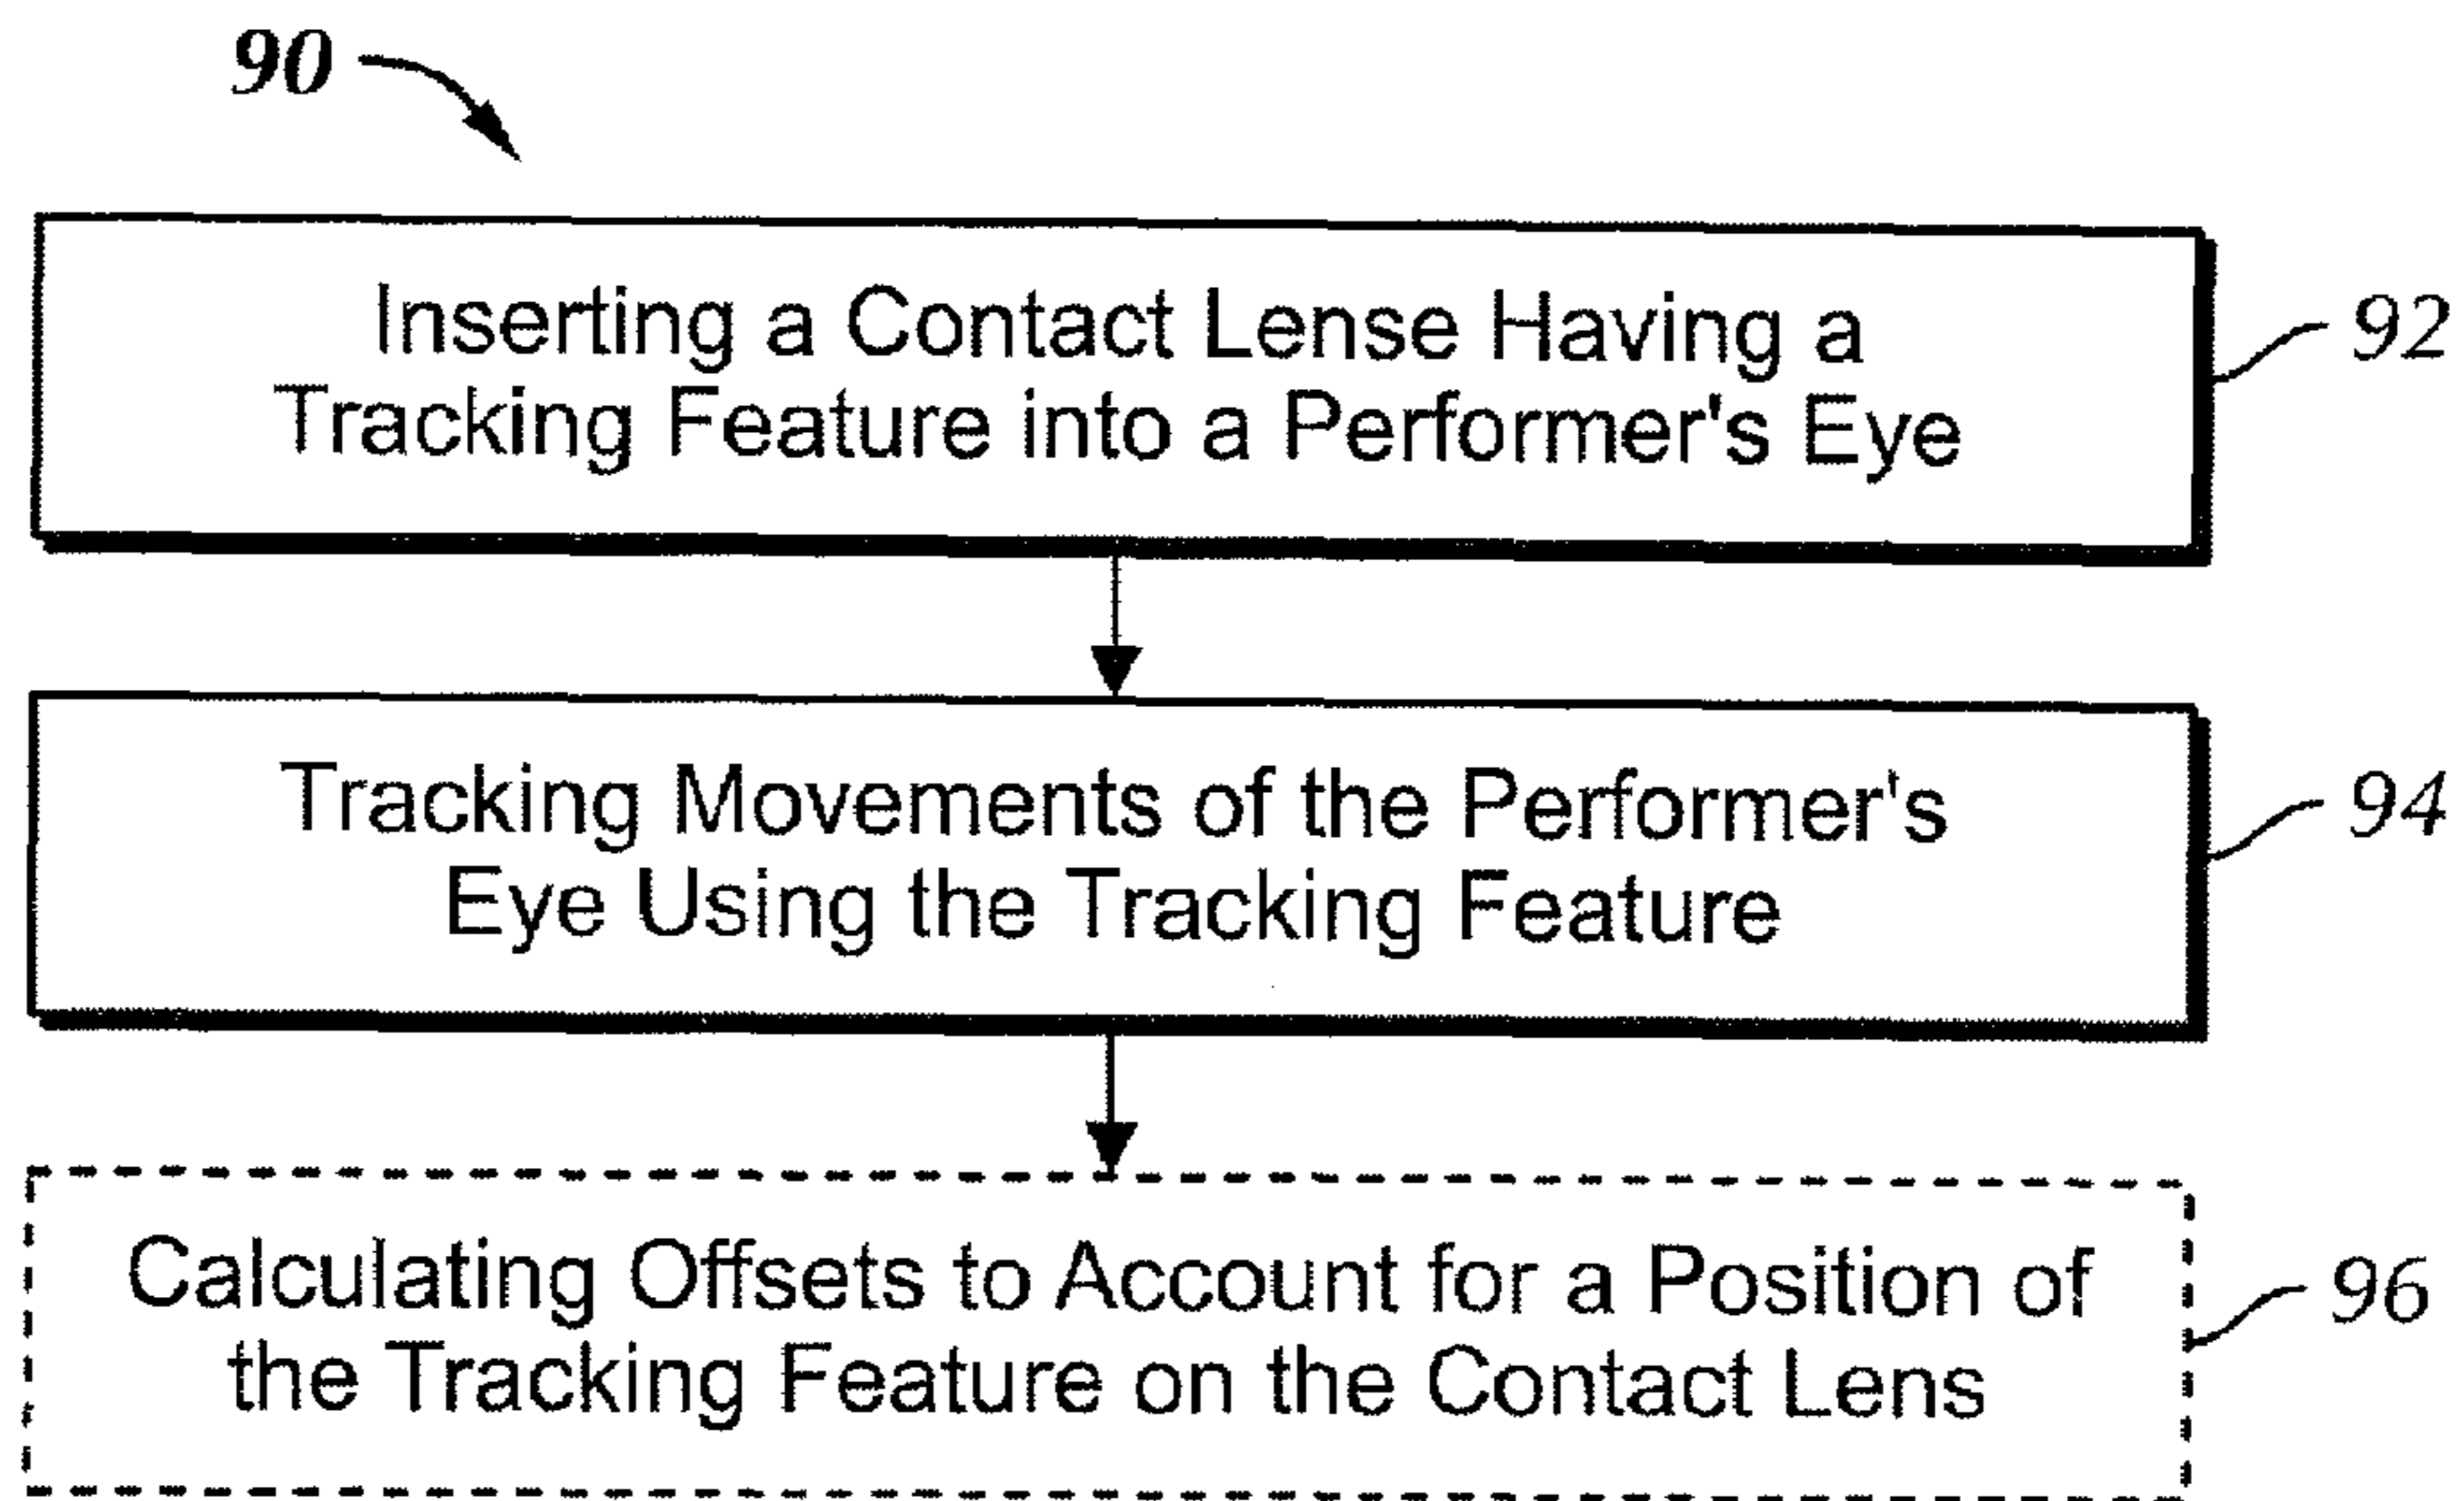 90
Inserting a Contact Lense Having a
Tracking Feature into a Performer's Eye
92
Tracking Movements of the Performer's
Eye Using the Tracking Feature
94
Calculating Offsets to Account for a Position of
the Tracking Feature on the Contact Lens
96